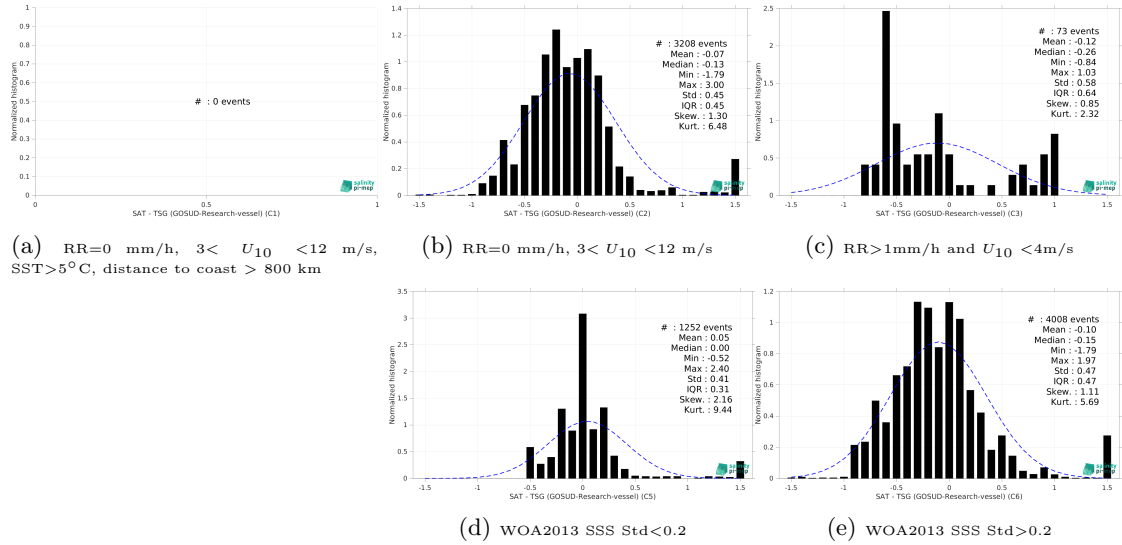 1
0.9
0.8
0.7
0.6
0.5
0.4
0.3
0.2
0.1
0
Normalized histogram
# : 0 events
0 0.5 1
SAT - TSG (GOSUD-Research-vessel) (C1)
salinity
pi-mep
(a) RR=0 mm/h, 3< U10 <12 m/s,
SST>5°C, distance to coast > 800 km
1.4
1.2
1
0.8
0.6
0.4
0.2
0
Normalized histogram
# : 3208 events
Mean : -0.07
Median : -0.13
Min : -1.79
Max : 3.00
Std : 0.45
IQR : 0.45
Skew. : 1.30
Kurt. : 6.48
-1.5 -1 -0.5 0 0.5 1 1.5
SAT - TSG (GOSUD-Research-vessel) (C2)
salinity
pi-mep
(b) RR=0 mm/h, 3< U10 <12 m/s
2.5
2
1.5
1
0.5
0
Normalized histogram
# : 73 events
Mean : -0.12
Median : -0.26
Min : -0.84
Max : 1.03
Std : 0.58
IQR : 0.64
Skew. : 0.85
Kurt. : 2.32
-1.5 -1 -0.5 0 0.5 1 1.5
SAT - TSG (GOSUD-Research-vessel) (C3)
salinity
pi-mep
(c) RR>1mm/h and U10 <4m/s
3.5
3
2.5
2
1.5
1
0.5
0
Normalized histogram
# : 1252 events
Mean : 0.05
Median : 0.00
Min : -0.52
Max : 2.40
Std : 0.41
IQR : 0.31
Skew. : 2.16
Kurt. : 9.44
-1.5 -1 -0.5 0 0.5 1 1.5
SAT - TSG (GOSUD-Research-vessel) (C5)
salinity
pi-mep
(d) WOA2013 SSS Std<0.2
1.2
1
0.8
0.6
0.4
0.2
0
Normalized histogram
# : 4008 events
Mean : -0.10
Median : -0.15
Min : -1.79
Max : 1.97
Std : 0.47
IQR : 0.47
Skew. : 1.11
Kurt. : 5.69
-1.5 -1 -0.5 0 0.5 1 1.5
SAT - TSG (GOSUD-Research-vessel) (C6)
salinity
pi-mep
(e) WOA2013 SSS Std>0.2